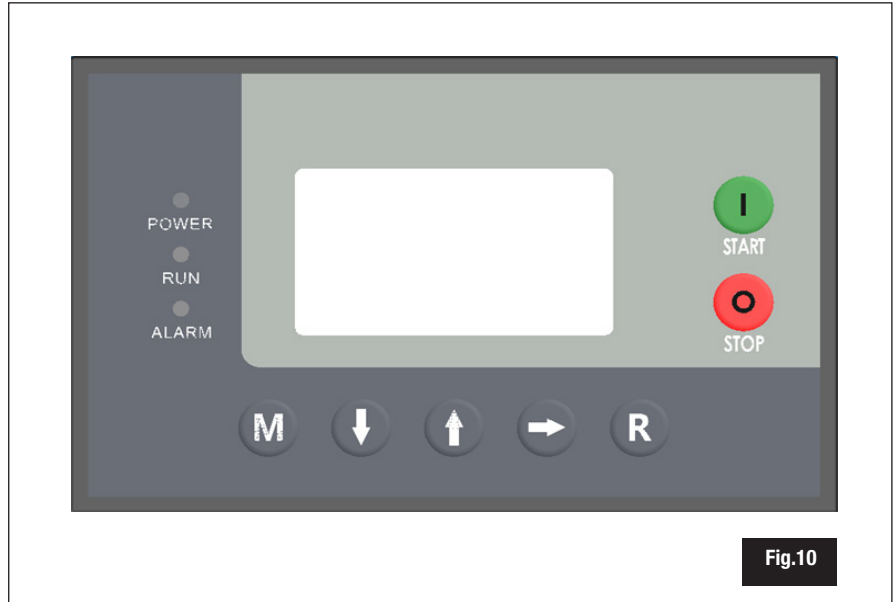 POWER
RUN
ALARM
I
START
O
STOP
M
R
Fig.10